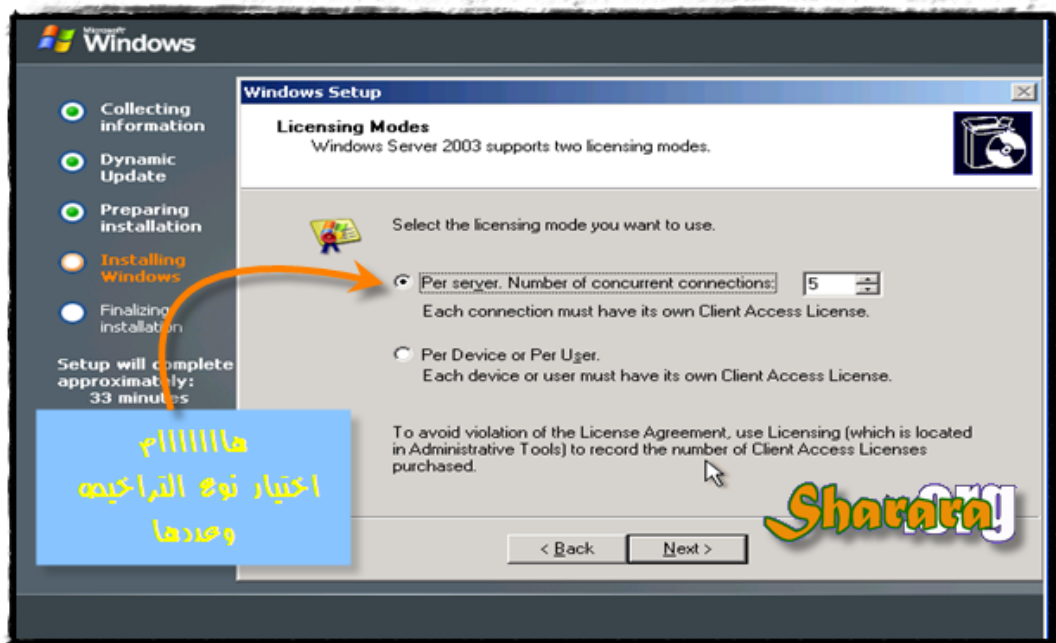 Microsoft
Windows
Collecting
information
Dynamic
Update
Preparing
installation
Installing
Windows
Finalizing
installation
Setup will complete
approximately:
33 minutes
Windows Setup
Licensing Modes
Windows Server 2003 supports two licensing modes.
Select the licensing mode you want to use.
Per server. Number of concurrent connections: 5
Each connection must have its own Client Access License.
Per Device or Per User.
Each device or user must have its own Client Access License.
To avoid violation of the License Agreement, use Licensing (which is located
in Administrative Tools) to record the number of Client Access Licenses
purchased.
< Back Next >
هااااااام
اختيار نوع التراخيص
وعددها
Sharara.org